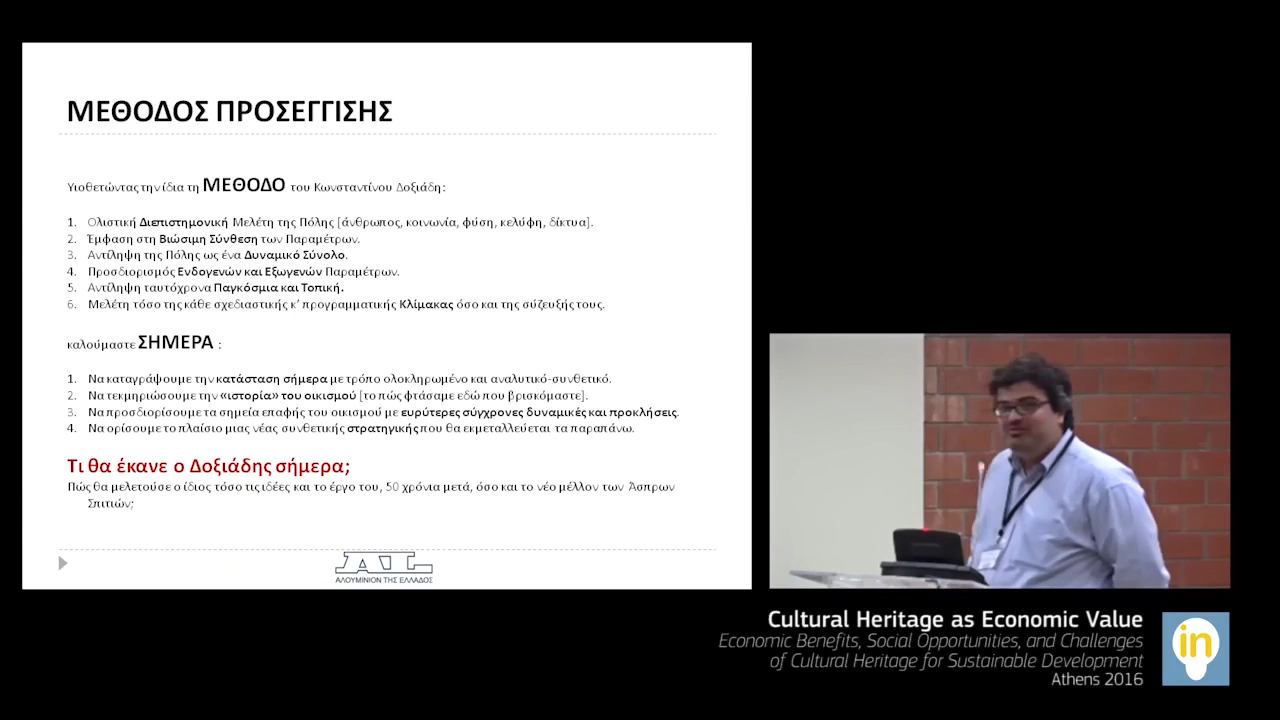 ΜΕΘΟΔΟΣ ΠΡΟΣΕΓΓΙΣΗΣ
Υιοθετώντας την ίδια τη ΜΕΘΟΔΟ του Κωνσταντίνου Δοξιάδη:
1. Ολιστική Διεπιστημονική Μελέτη της Πόλης [άνθρωπος, κοινωνία, φύση, κελύφη, δίκτυα].
2. Έμφαση στη Βιώσιμη Σύνθεση των Παραμέτρων.
3. Αντίληψη της Πόλης ως ένα Δυναμικό Σύνολο.
4. Προσδιορισμός Ενδογενών και Εξωγενών Παραμέτρων.
5. Αντίληψη ταυτόχρονα Παγκόσμια και Τοπική.
6. Μελέτη τόσο της κάθε σχεδιαστικής κ’ προγραμματικής Κλίμακας όσο και της σύζευξής τους.
καλούμαστε ΣΗΜΕΡΑ :
1. Να καταγράψουμε την κατάσταση σήμερα με τρόπο ολοκληρωμένο και αναλυτικό-συνθετικό.
2. Να τεκμηριώσουμε την «ιστορία» του οικισμού [το πώς φτάσαμε εδώ που βρισκόμαστε].
3. Να προσδιορίσουμε τα σημεία επαφής του οικισμού με ευρύτερες σύγχρονες δυναμικές και προκλήσεις.
4. Να ορίσουμε το πλαίσιο μιας νέας συνθετικής στρατηγικής που θα εκμεταλλεύεται τα παραπάνω.
Τι θα έκανε ο Δοξιάδης σήμερα;
Πώς θα μελετούσε ο ίδιος τόσο τις ιδέες και το έργο του, 50 χρόνια μετά, όσο και το νέο μέλλον των Άσπρων
Σπιτιών;
ΑΛΟΥΜΙΝΙΟΝ ΤΗΣ ΕΛΛΑΔΟΣ
Cultural Heritage as Economic Value
Economic Benefits, Social Opportunities, and Challenges
of Cultural Heritage for Sustainable Development
Athens 2016
in